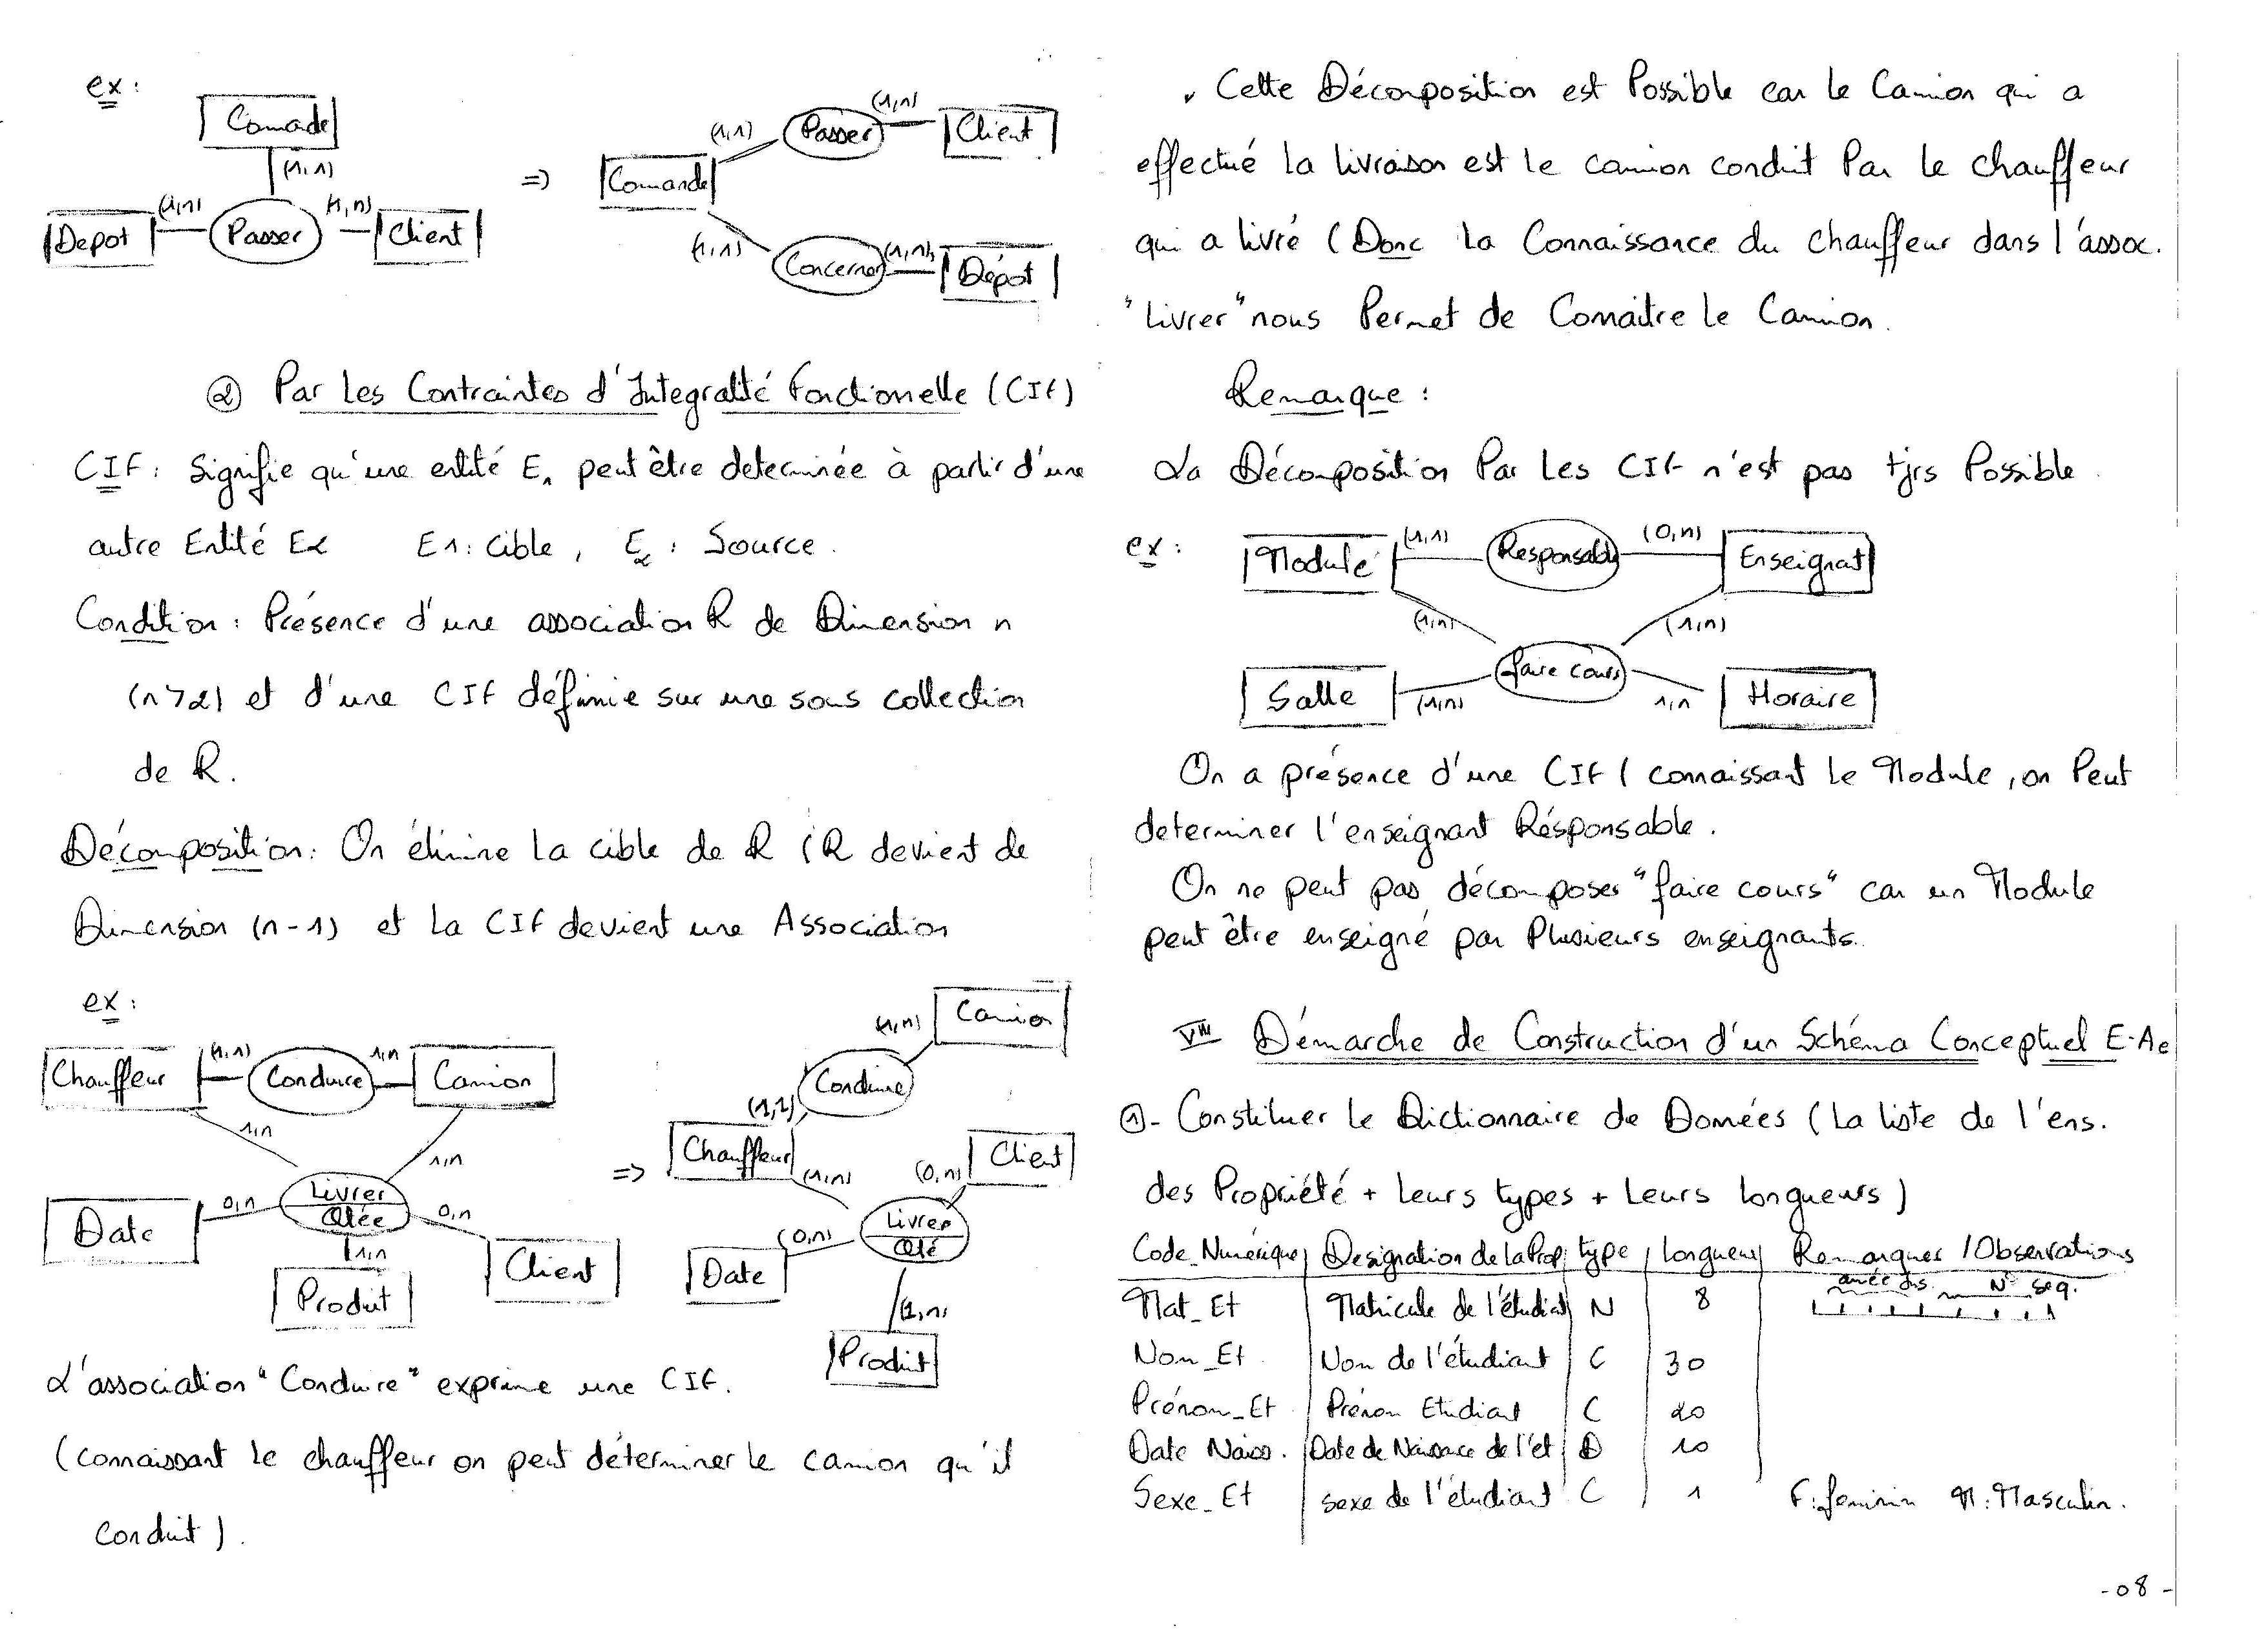 ex :
Comade
(1,1)
(1,n)
(1,n)
Depot
Passer
Client
=>
Comande
(1,1)
Passer
(1,n)
Client
(1,1)
Concerner
(1,n)
Dépot
② Par Les Contraintes d'Integralité Fonctionnelle (CIF)
CIF : Signifie qu'une entité E1 peut être determinée à partir d'une
autre Entité E2 E1 : Cible , E2 : Source .
Condition : Présence d'une association R de Dimension n
(n>2) et d'une CIF définie sur une sous collection
de R.
Décomposition : On élimine La cible de R (R devient de
Dimension (n-1) et La CIF devient une Association
ex :
Chauffeur
(1,1)
Conduire
1,n
Camion
1,n
1,n
Date
0,n
Livrer
Qtée
0,n
Client
1,n
Produit
=>
Camion
(1,n)
Conduire
(1,1)
Chauffeur
(1,n)
(0,n)
Client
Date
(0,n)
Livrer
Qté
(1,n)
Produit
L'association "Conduire" exprime une CIF.
(connaissant Le chauffeur on peut déterminer Le camion qu'il
conduit ).
Cette Décomposition est Possible car Le Camion qui a
effectué La livraison est Le camion conduit Par Le chauffeur
qui a livré (Donc La Connaissance du chauffeur dans l'assoc.
"Livrer" nous Permet de Connaitre Le Camion.
Remarque :
La Décomposition Par Les CIF n'est pas tjrs Possible .
ex :
Module
(1,1)
Responsable
(0,n)
Enseignat
(1,n)
(1,n)
faire cours
Salle
(1,n)
1,n
Horaire
On a présence d'une CIF ( connaissant Le Module , on Peut
determiner l'enseignant Résponsable .
On ne peut pas décomposer "faire cours" car un Module
peut être enseigné par Plusieurs enseignants.
VIII Démarche de Construction d'un Schéma Conceptuel E-A
①- Constituer Le Dictionnaire de Données ( La liste de l'ens.
des Propriété + Leurs types + Leurs Longueurs )
Code_Numérique Designation de La Prop type Longueur Remarques / Observations
Mat_Et Matricule de l'étudiat N 8 N° seq.
Nom_Et Nom de l'étudiant C 30
Prénom_Et Prénom Etudiant C 20
Date Naiss. Date de Naissance de l'et D 10
Sexe_Et sexe de l'étudiant C 1 F: feminin M : Masculin.
- 08 -